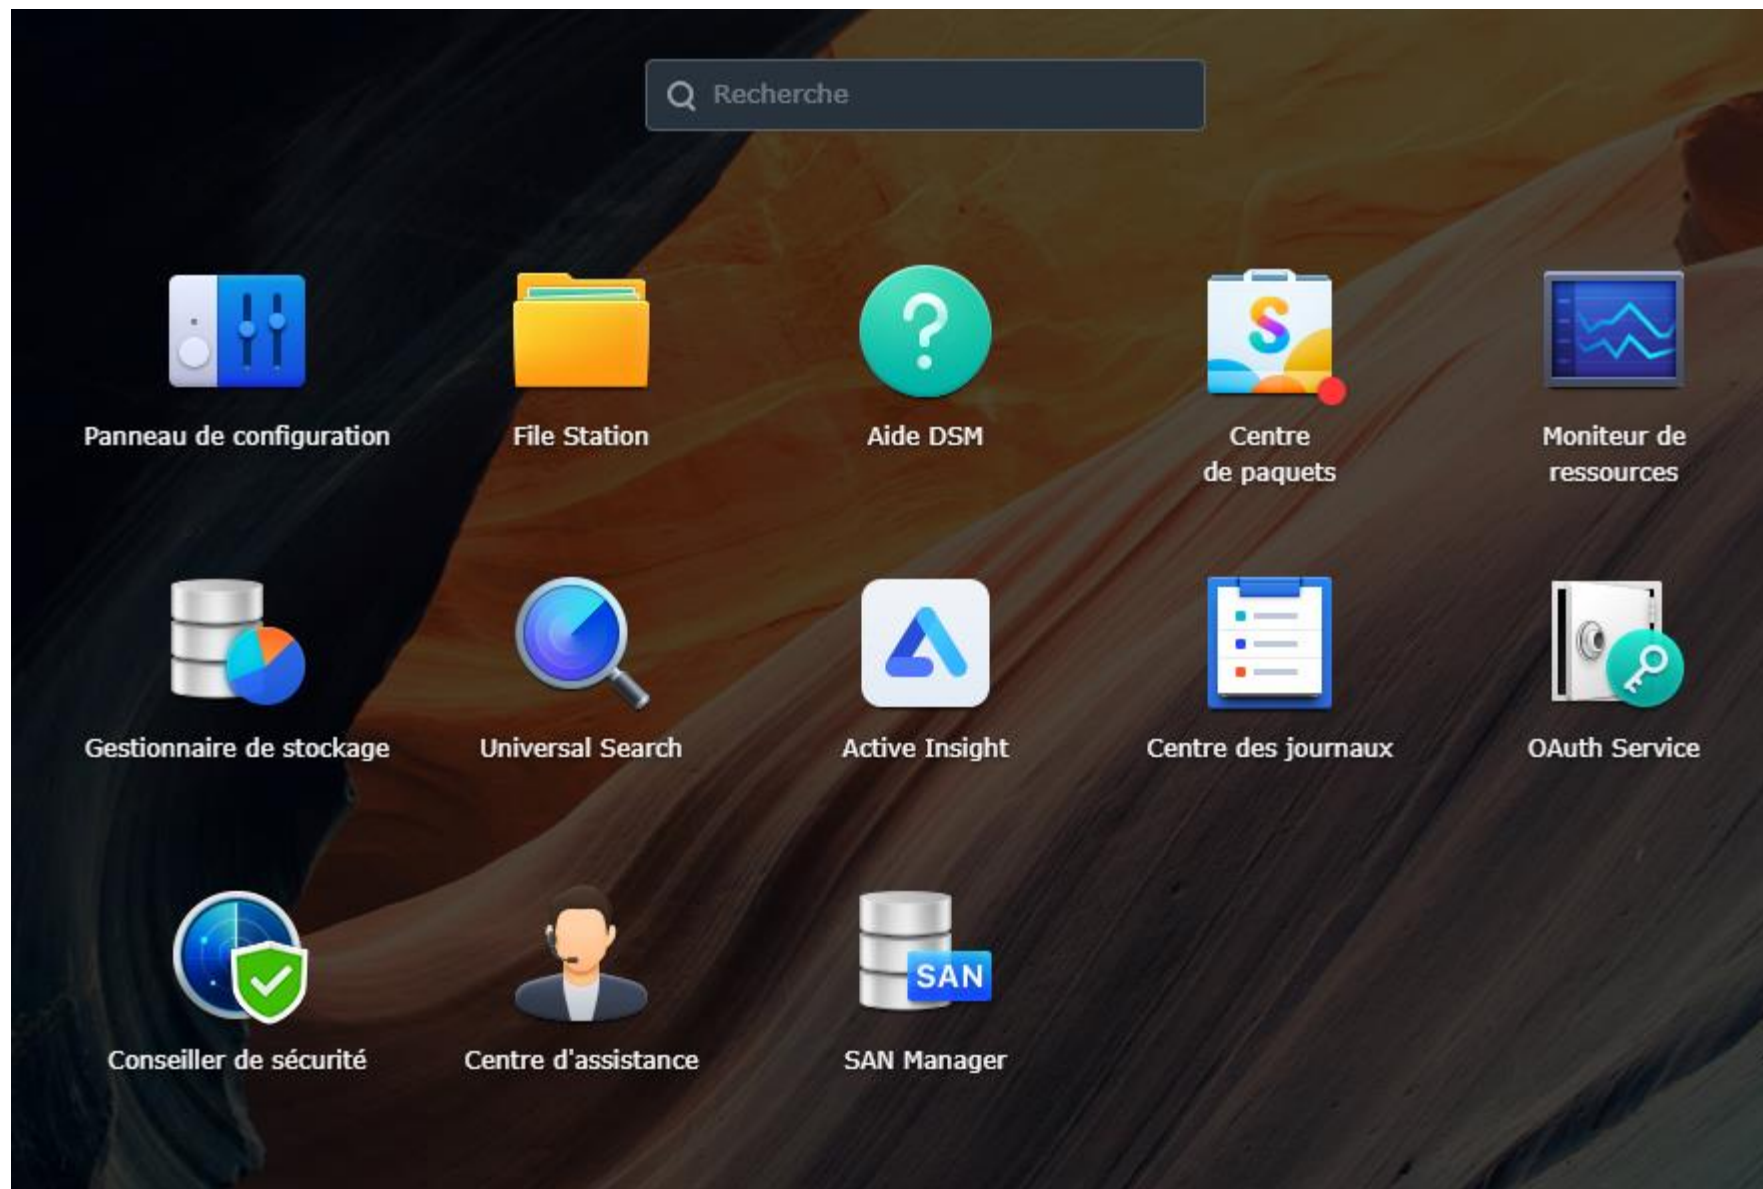 Recherche
Panneau de configuration
File Station
Aide DSM
S
Centre
de paquets
Moniteur de
ressources
Gestionnaire de stockage
Universal Search
Active Insight
Centre des journaux
OAuth Service
Conseiller de sécurité
Centre d'assistance
SAN
SAN Manager